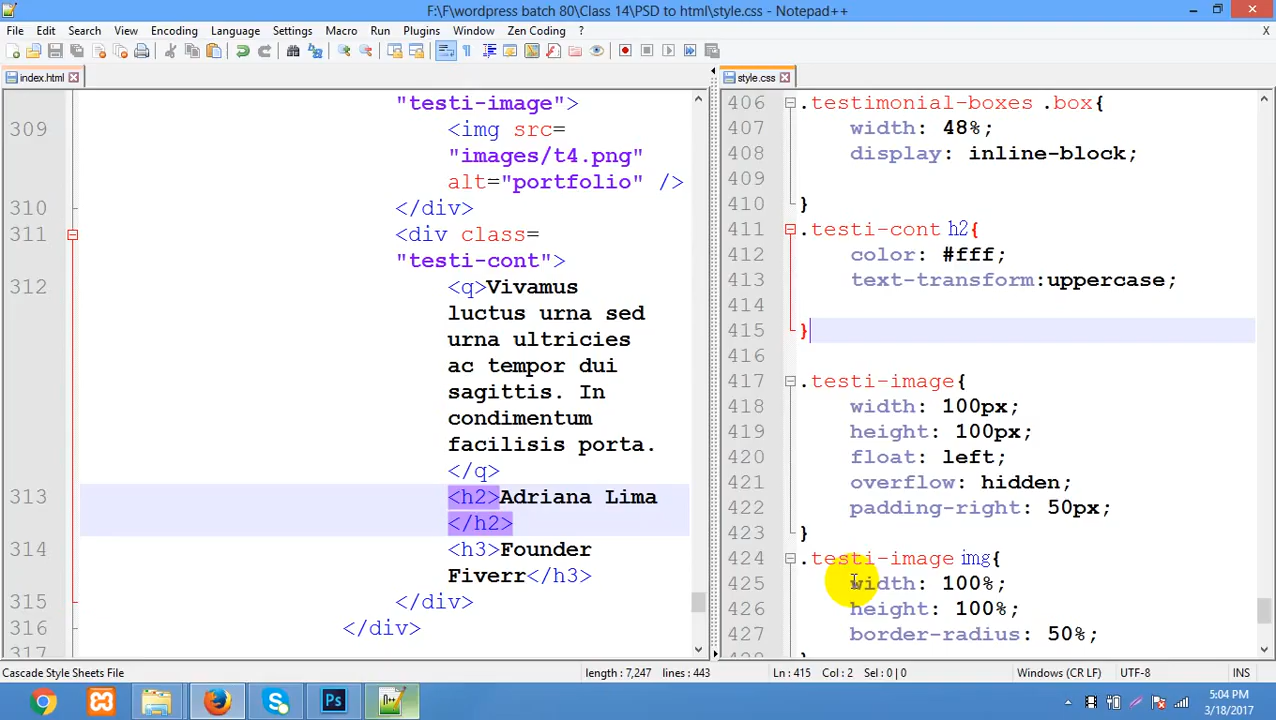 F:\F\wordpress batch 80\Class 14\PSD to html\style.css - Notepad++
File Edit Search View Encoding Language Settings Macro Run Plugins Window Zen Coding ? X
index.html
"testi-image">
309 <img src=
"images/t4.png"
alt="portfolio" />
310 </div>
311 <div class=
"testi-cont">
312 <q>Vivamus
luctus urna sed
urna ultricies
ac tempor dui
sagittis. In
condimentum
facilisis porta.
</q>
313 <h2>Adriana Lima
</h2>
314 <h3>Founder
Fiverr</h3>
315 </div>
316 </div>
317
style.css
406 .testimonial-boxes .box{
407 width: 48%;
408 display: inline-block;
409
410 }
411 .testi-cont h2{
412 color: #fff;
413 text-transform:uppercase;
414
415 }
416
417 .testi-image{
418 width: 100px;
419 height: 100px;
420 float: left;
421 overflow: hidden;
422 padding-right: 50px;
423 }
424 .testi-image img{
425 width: 100%;
426 height: 100%;
427 border-radius: 50%;
428 }
Cascade Style Sheets File length : 7,247 lines : 443 Ln : 415 Col : 2 Sel : 0 | 0 Windows (CR LF) UTF-8 INS
Ps
5:04 PM
3/18/2017